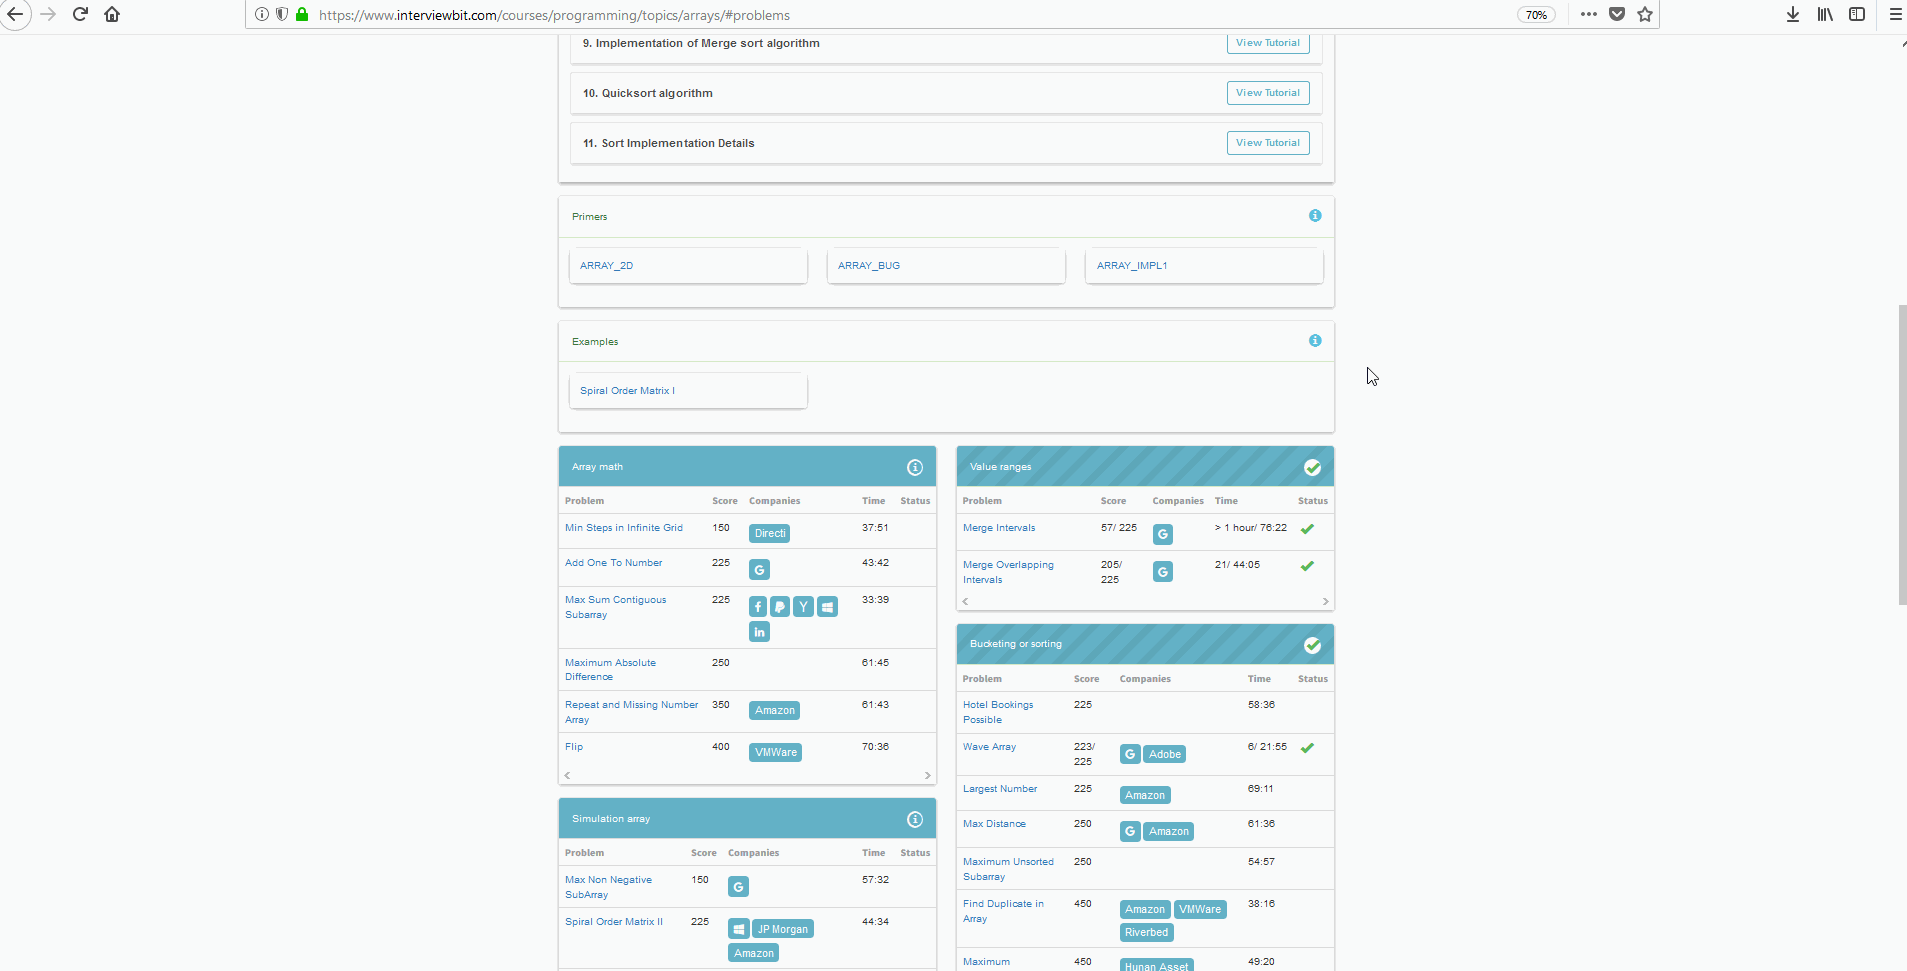 https://www.interviewbit.com/courses/programming/topics/arrays/#problems
70%
9. Implementation of Merge sort algorithm
View Tutorial
10. Quicksort algorithm
View Tutorial
11. Sort Implementation Details
View Tutorial
Primers
ARRAY_2D
ARRAY_BUG
ARRAY_IMPL1
Examples
Spiral Order Matrix I
Array math
Problem Score Companies Time Status
Min Steps in Infinite Grid 150 Directi 37:51
Add One To Number 225 G 43:42
Max Sum Contiguous 225 f P Y 33:39
Subarray in
Maximum Absolute 250 61:45
Difference
Repeat and Missing Number 350 Amazon 61:43
Array
Flip 400 VMWare 70:36
Simulation array
Problem Score Companies Time Status
Max Non Negative 150 G 57:32
SubArray
Spiral Order Matrix II 225 JP Morgan 44:34
Amazon
Value ranges
Problem Score Companies Time Status
Merge Intervals 57/ 225 G > 1 hour/ 76:22
Merge Overlapping 205/ G 21/ 44:05
Intervals 225
Bucketing or sorting
Problem Score Companies Time Status
Hotel Bookings 225 58:36
Possible
Wave Array 223/ G Adobe 6/ 21:55
225
Largest Number 225 Amazon 69:11
Max Distance 250 G Amazon 61:36
Maximum Unsorted 250 54:57
Subarray
Find Duplicate in 450 Amazon VMWare 38:16
Array Riverbed
Maximum 450 Hunan Asset 49:20